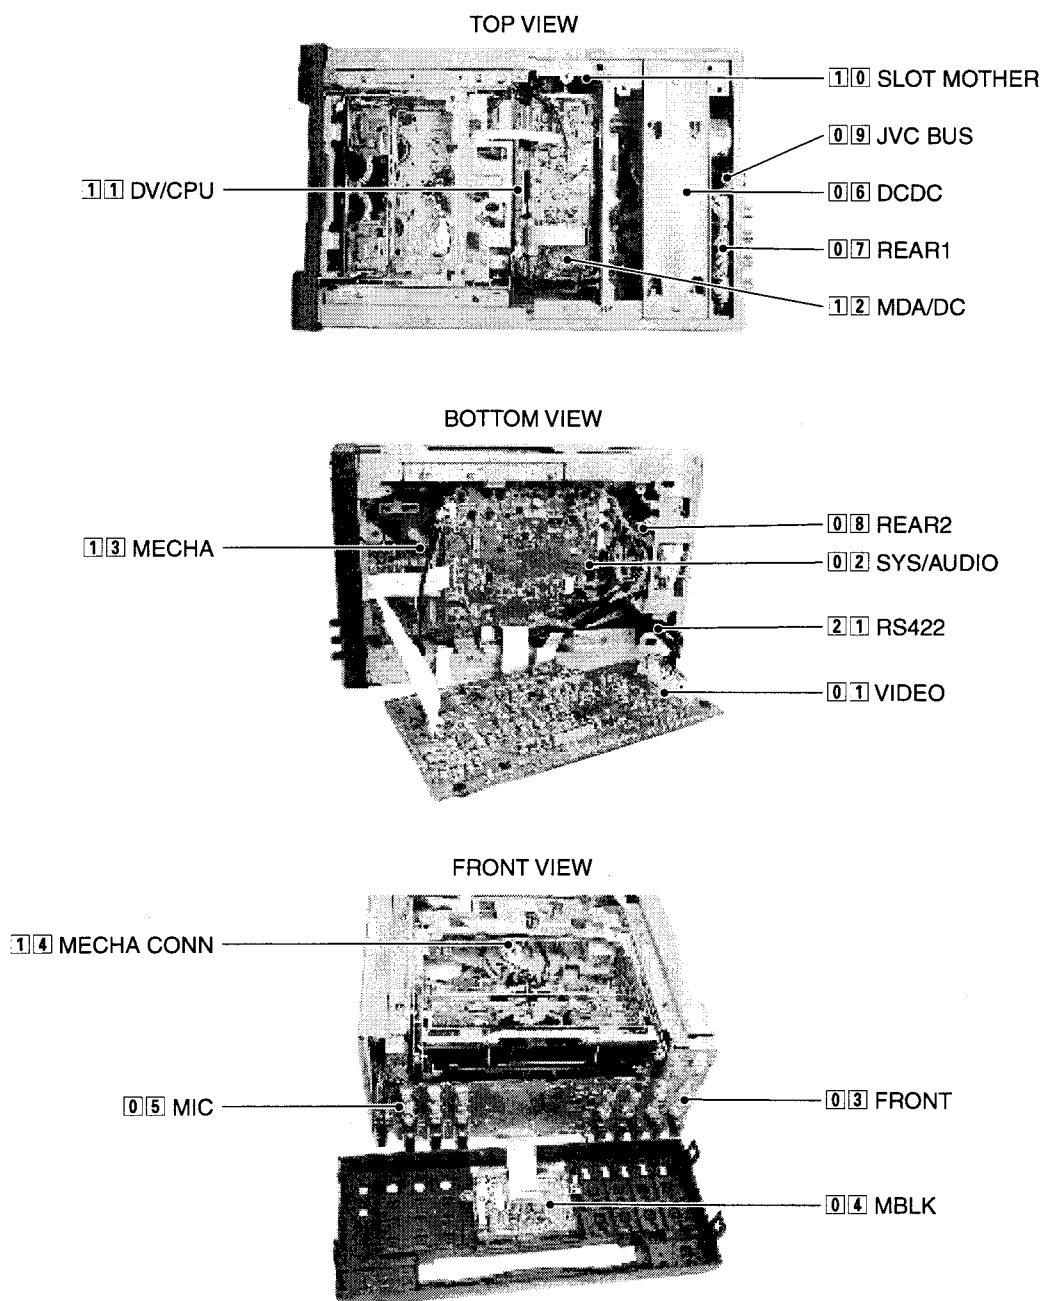 TOP VIEW
10 SLOT MOTHER
09 JVC BUS
11 DV/CPU
06 DCDC
07 REAR1
12 MDA/DC
BOTTOM VIEW
08 REAR2
13 MECHA
02 SYS/AUDIO
21 RS422
01 VIDEO
FRONT VIEW
14 MECHA CONN
05 MIC
03 FRONT
04 MBLK